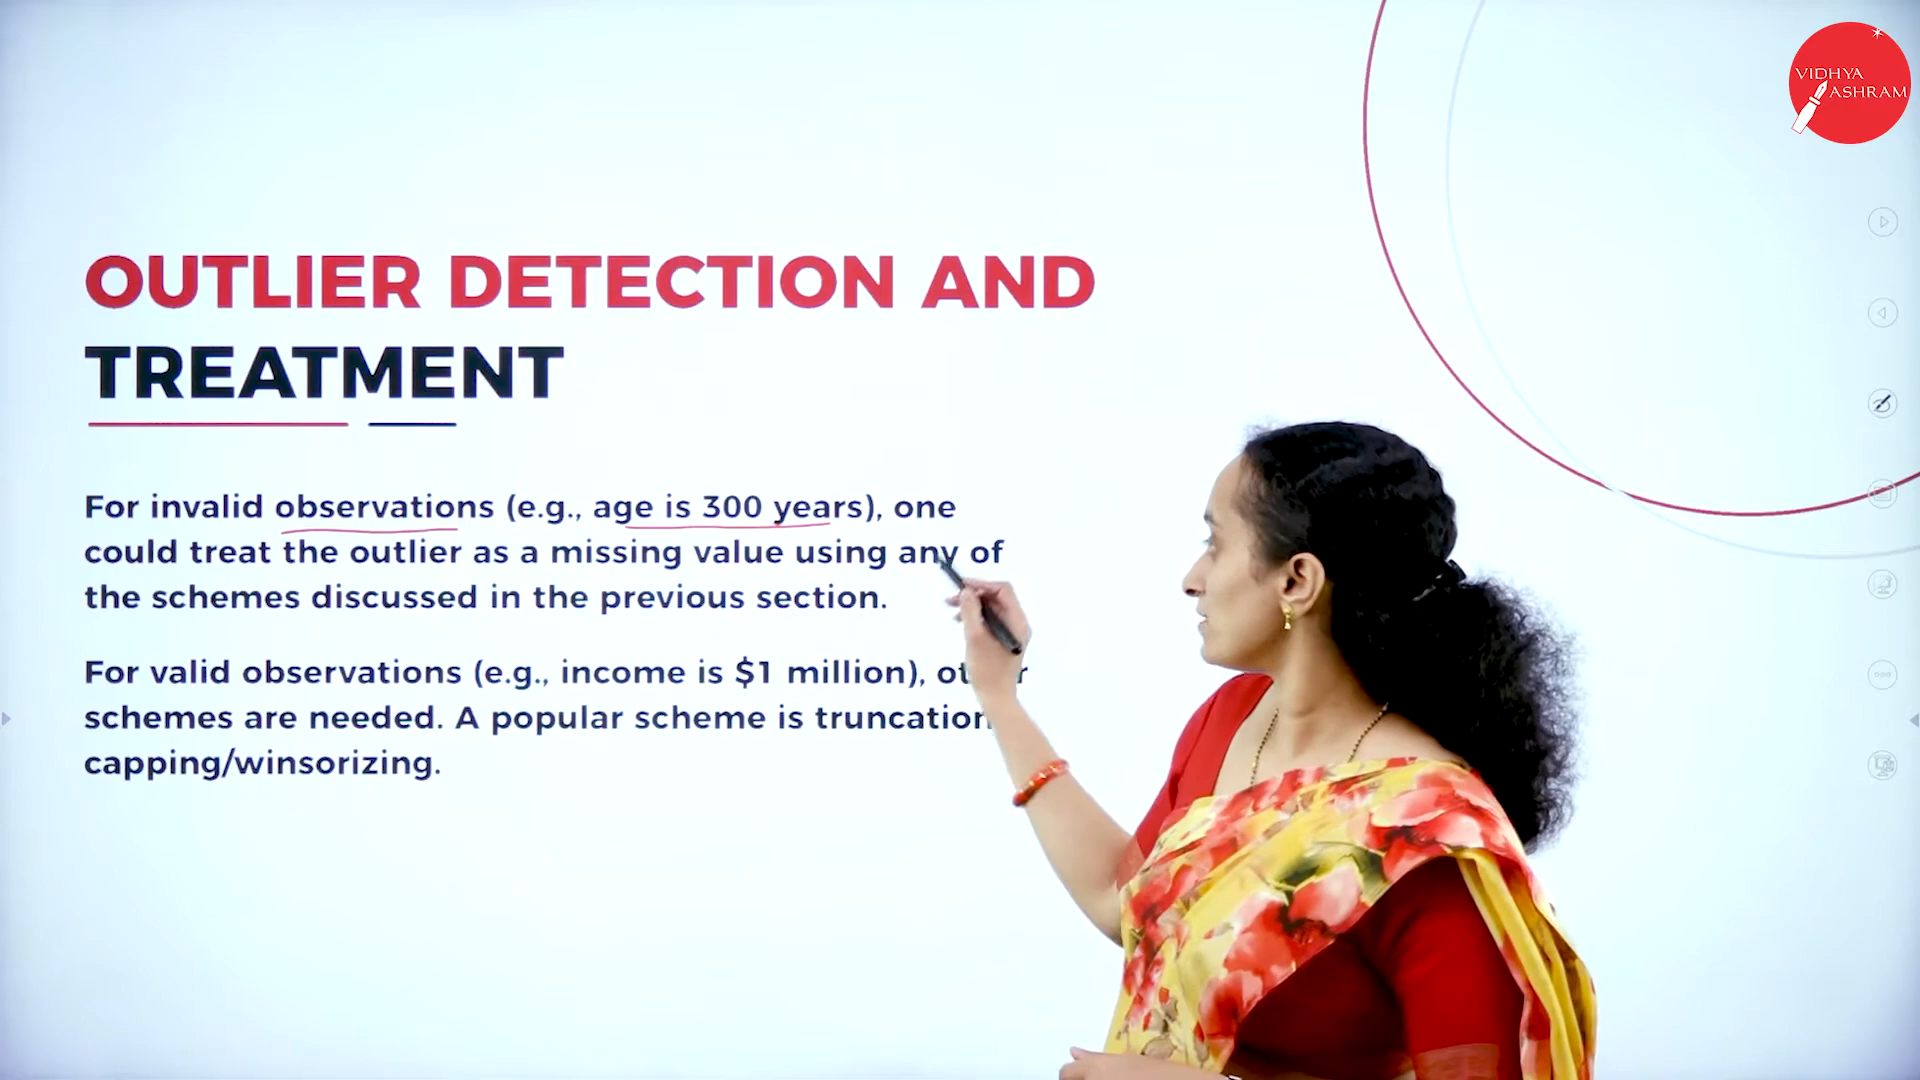 VIDHYA
ASHRAM
OUTLIER DETECTION AND
TREATMENT
For invalid observations (e.g., age is 300 years), one
could treat the outlier as a missing value using any of
the schemes discussed in the previous section.
For valid observations (e.g., income is $1 million),
schemes are needed. A popular scheme is truncation
capping/winsorizing.